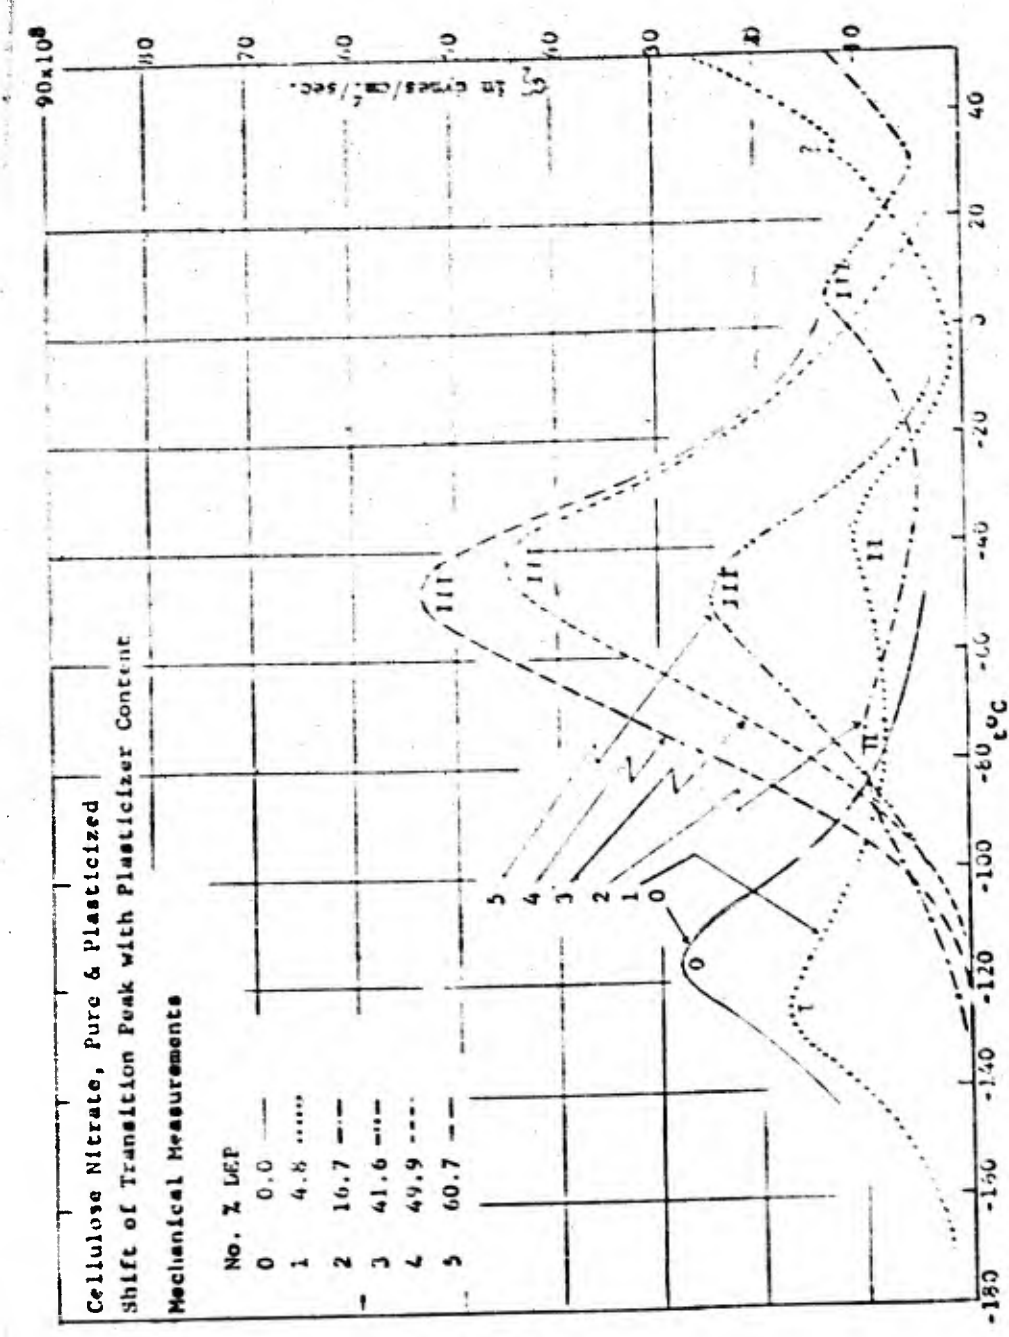 Cellulose Nitrate, Pure & Plasticized
Shift of Transition Peak with Plasticizer Content
Mechanical Measurements
No. % DEP
0 0.0
1 4.8
2 16.7
3 41.6
4 49.9
5 60.7
90x10⁸
80
70
60
50
30
20
10
in dynes/cm²/sec.
III
II
III
III
?
II
II
I
0
5
4
3
2
1
0
-180
-160
-140
-120
-100
-80
-60
-40
-20
0
20
40
t°C